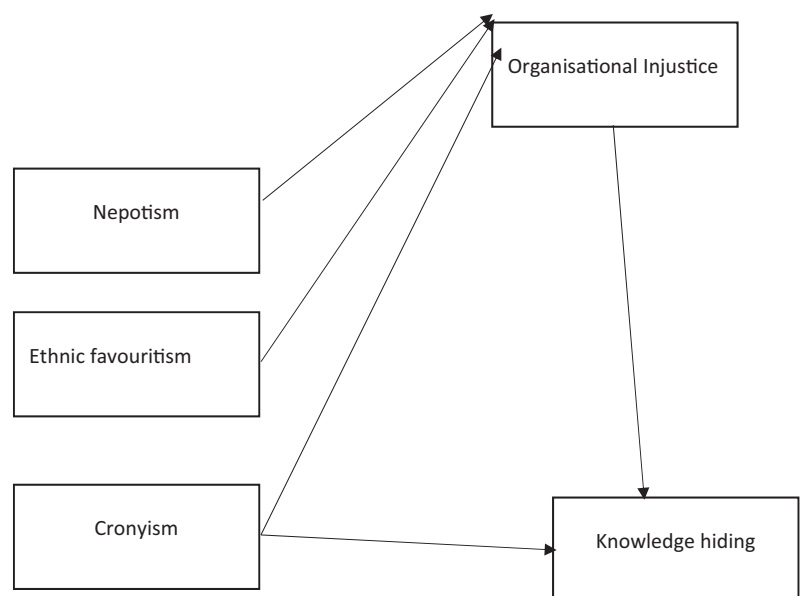 Organisational Injustice
Nepotism
Ethnic favouritism
Cronyism
Knowledge hiding